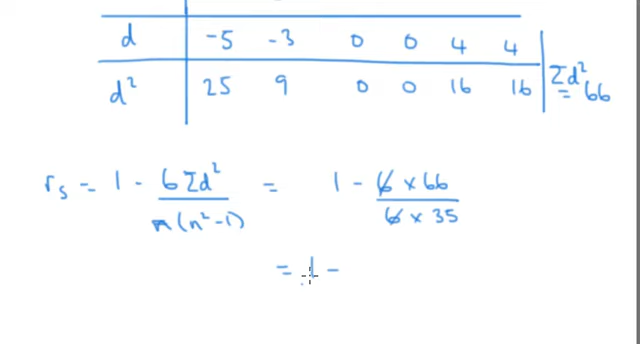 d -5 -3 0 0 4 4
d² 25 9 0 0 16 16 Σd² = 66
rₛ = 1 - 6Σd² / n(n²-1) = 1 - 6 × 66 / 6 × 35
= 1 -